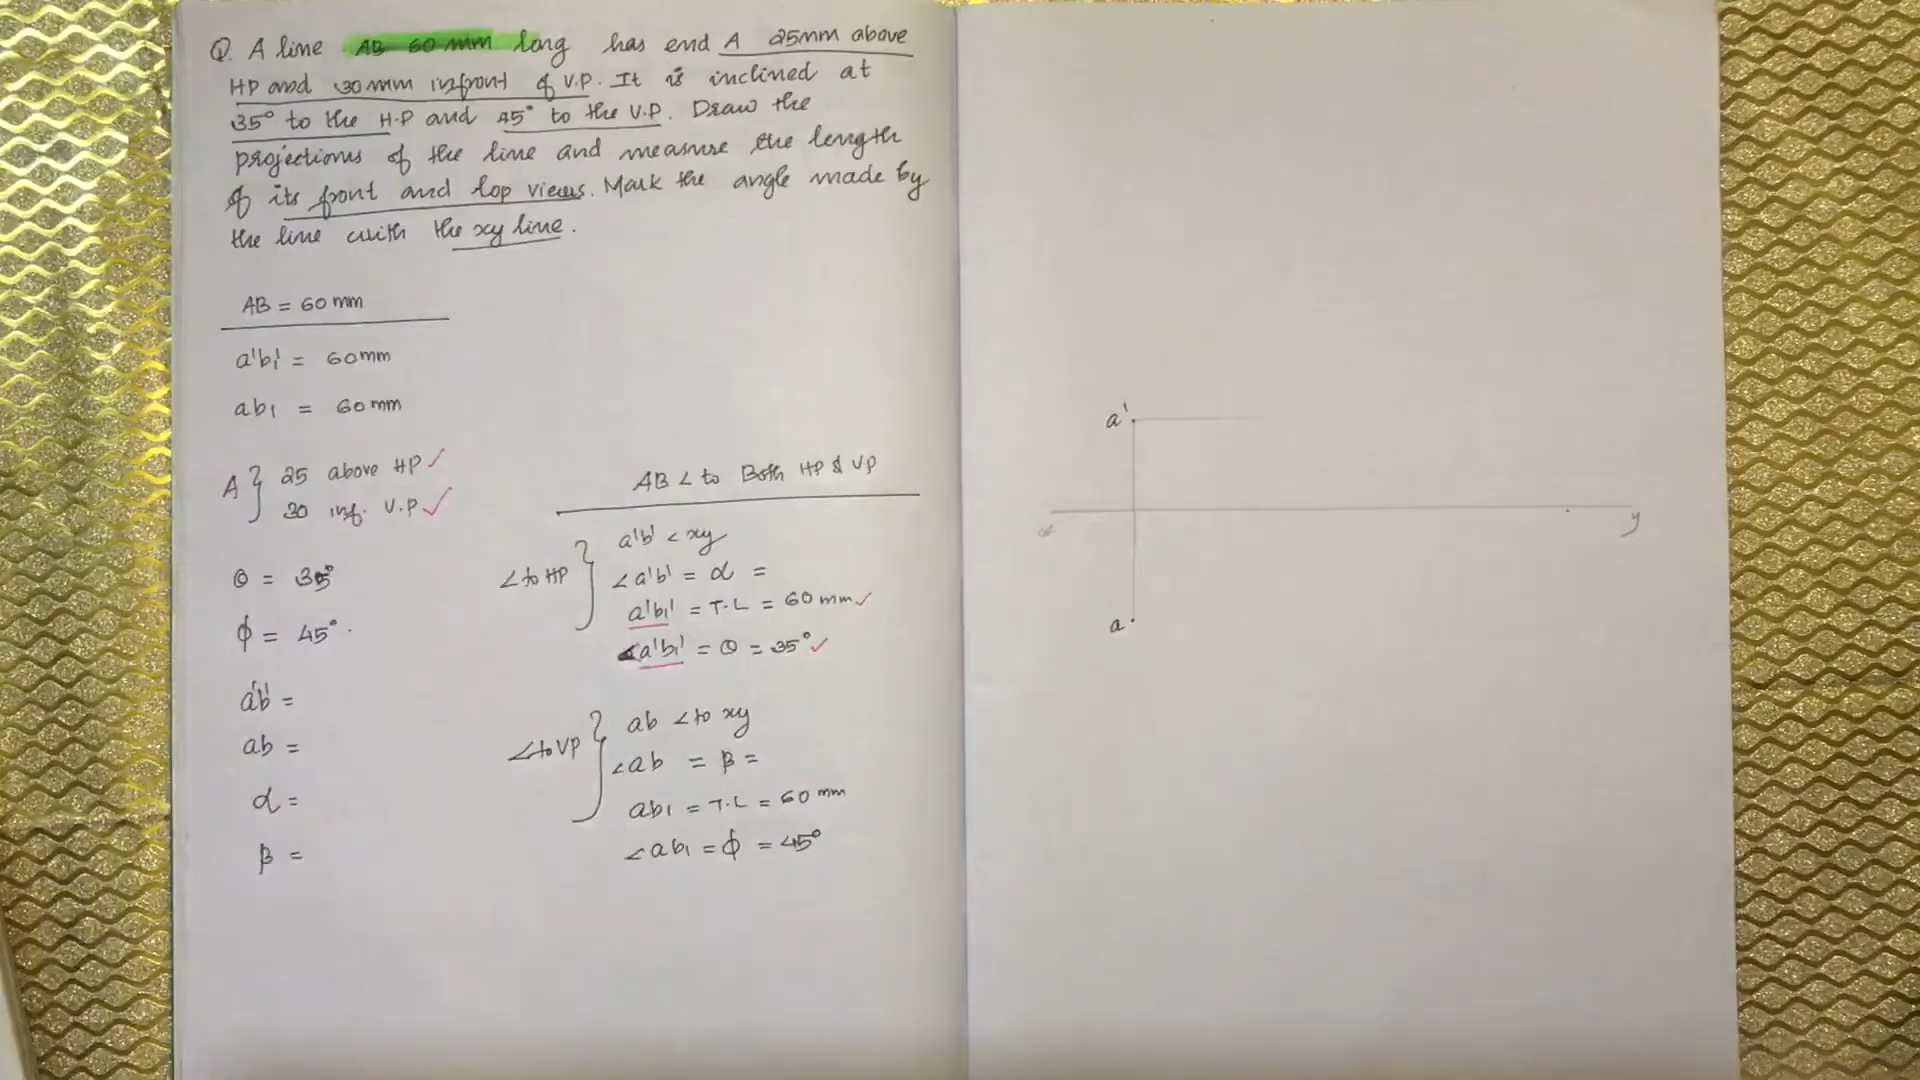 Q. A line AB 60 mm long has end A 25mm above
HP and 30 mm infront of V.P. It is inclined at
35° to the H.P and 45° to the V.P. Draw the
projections of the line and measure the length
of its front and top views. Mark the angle made by
the line with the xy line.
AB = 60 mm
a'b₁' = 60mm
ab₁ = 60mm
A } 25 above HP ✓
30 inf. V.P ✓
θ = 35°
ϕ = 45°.
a'b' =
ab =
α =
β =
AB ∠ to Both HP & VP
∠ to HP } a'b' < xy
∠ a'b' = α =
a'b₁' = T.L = 60 mm ✓
∠a'b₁' = θ = 35° ✓
∠ to VP } ab ∠ to xy
∠ab = β =
ab₁ = T.L = 60 mm
∠ab₁ = ϕ = 45°
a'
x y
a